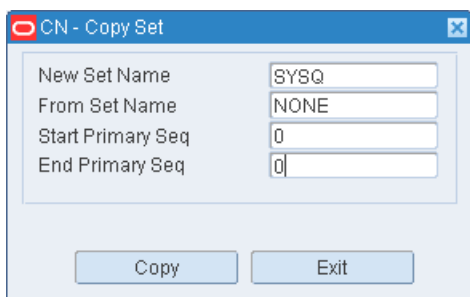 CN - Copy Set
New Set Name SYSQ
From Set Name NONE
Start Primary Seq 0
End Primary Seq 0
Copy Exit